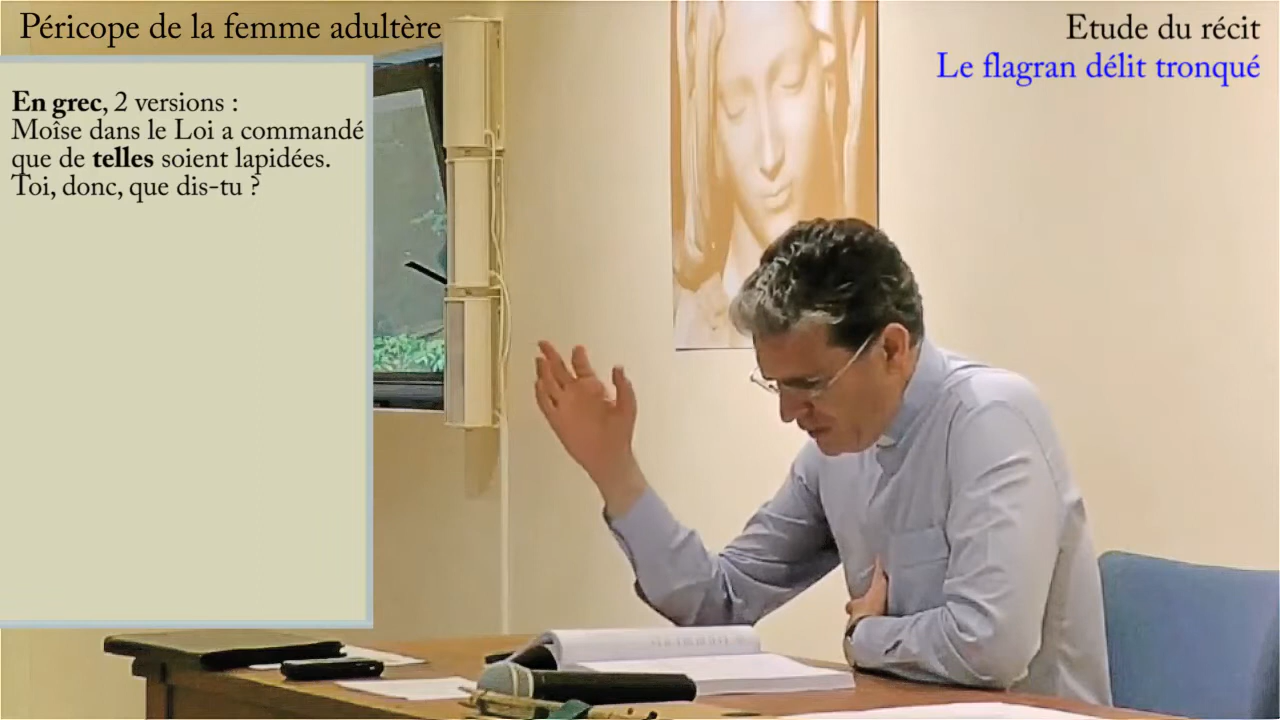 Péricope de la femme adultère
Etude du récit
Le flagran délit tronqué
En grec, 2 versions :
Moîse dans le Loi a commandé
que de telles soient lapidées.
Toi, donc, que dis-tu ?